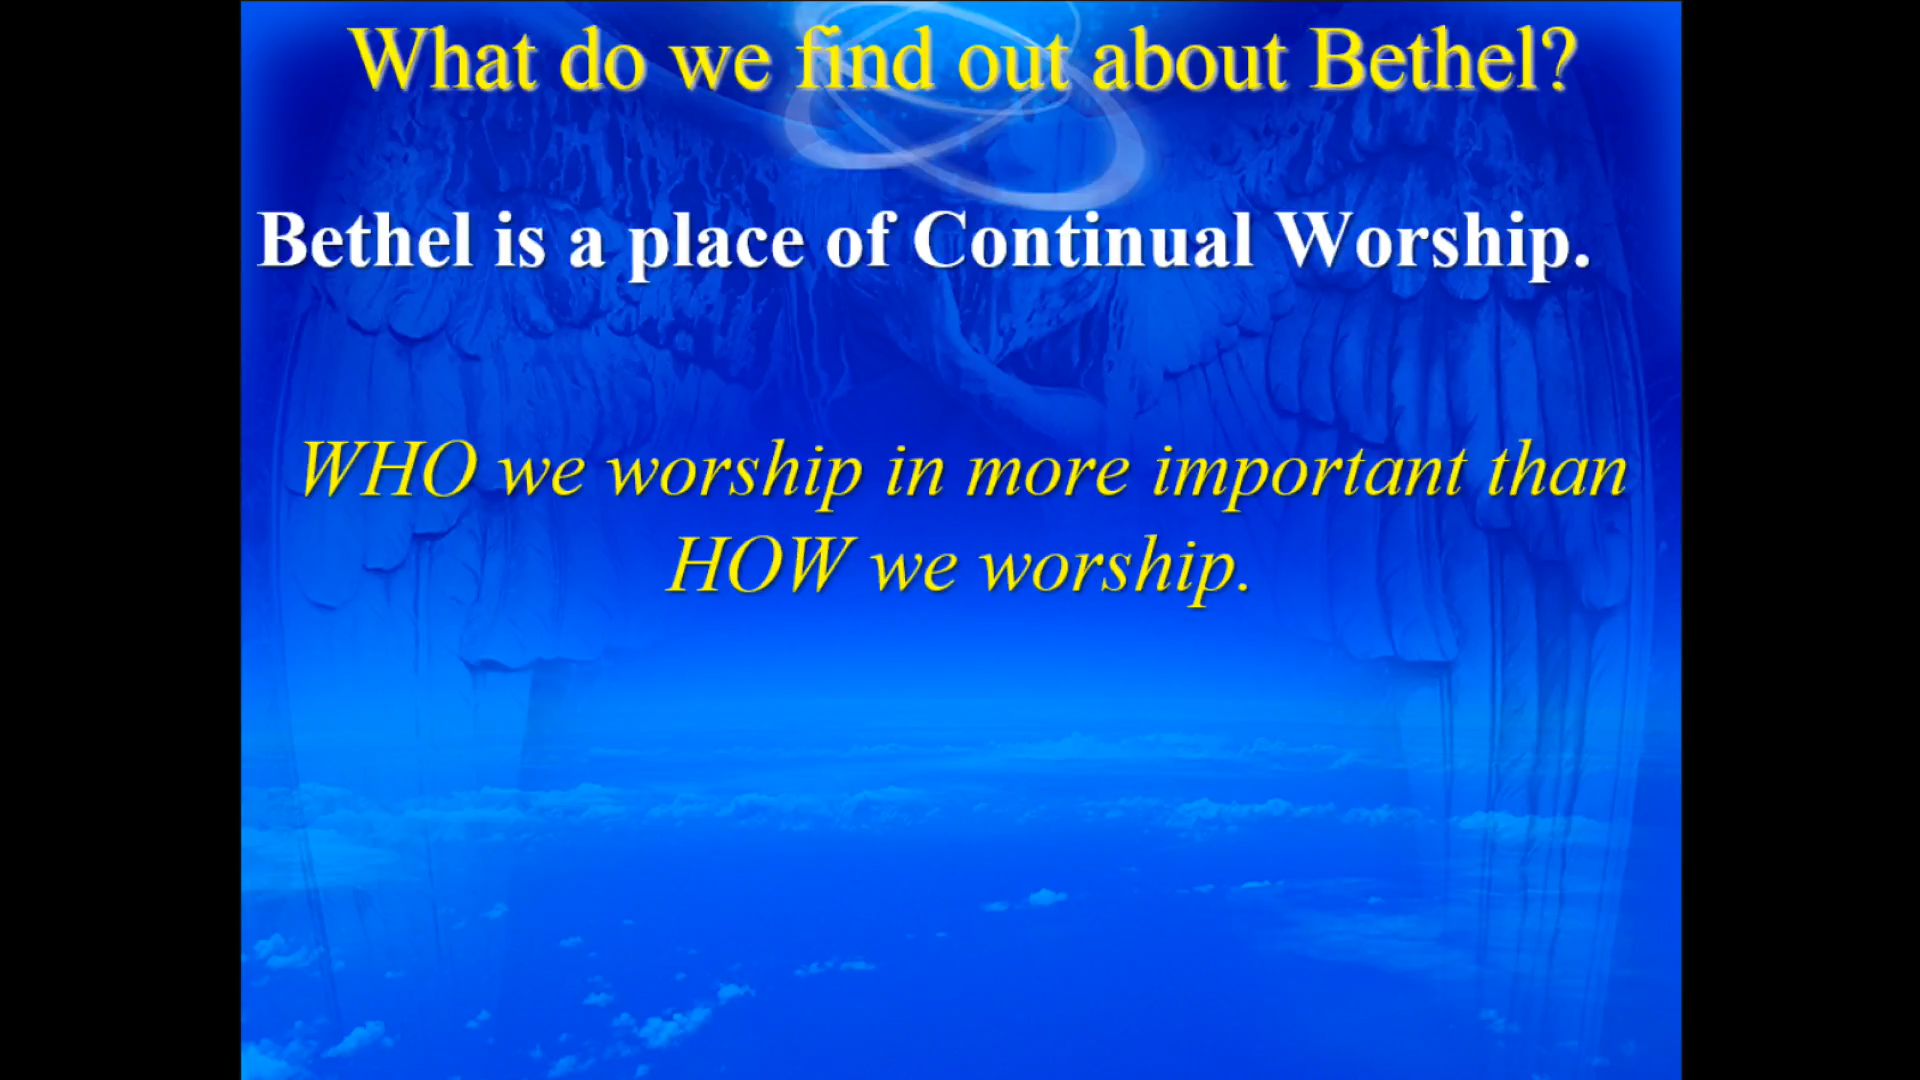 What do we find out about Bethel?
Bethel is a place of Continual Worship.
WHO we worship in more important than
HOW we worship.